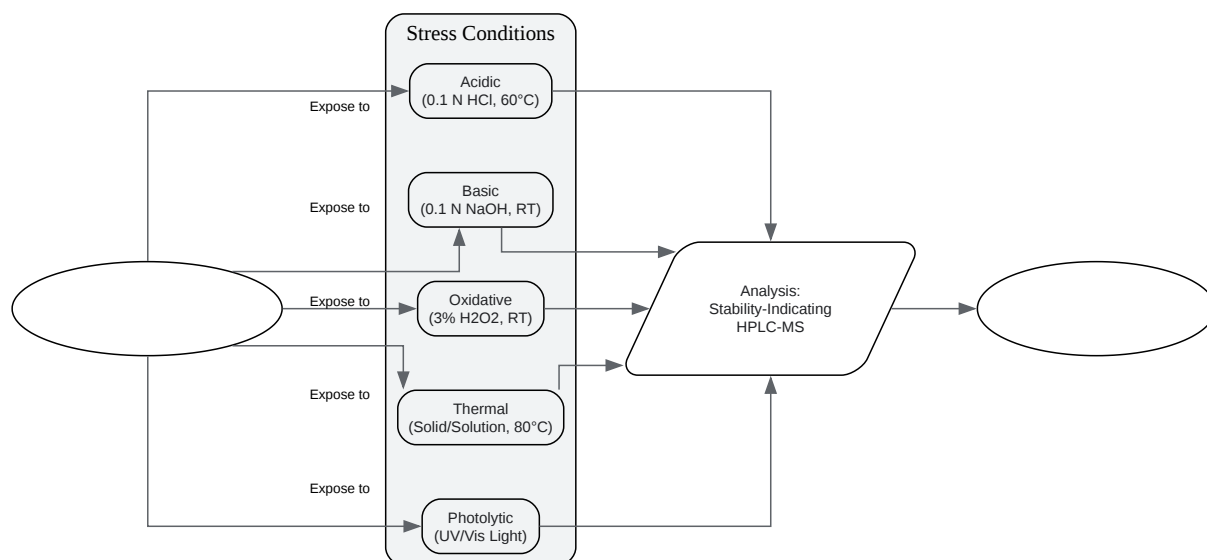 Stress Conditions
Acidic
(0.1 N HCl, 60°C)
Expose to
Basic
(0.1 N NaOH, RT)
Expose to
Expose to
Oxidative
(3% H2O2, RT)
Analysis:
Stability-Indicating
HPLC-MS
Expose to
Thermal
(Solid/Solution, 80°C)
Expose to
Photolytic
(UV/Vis Light)